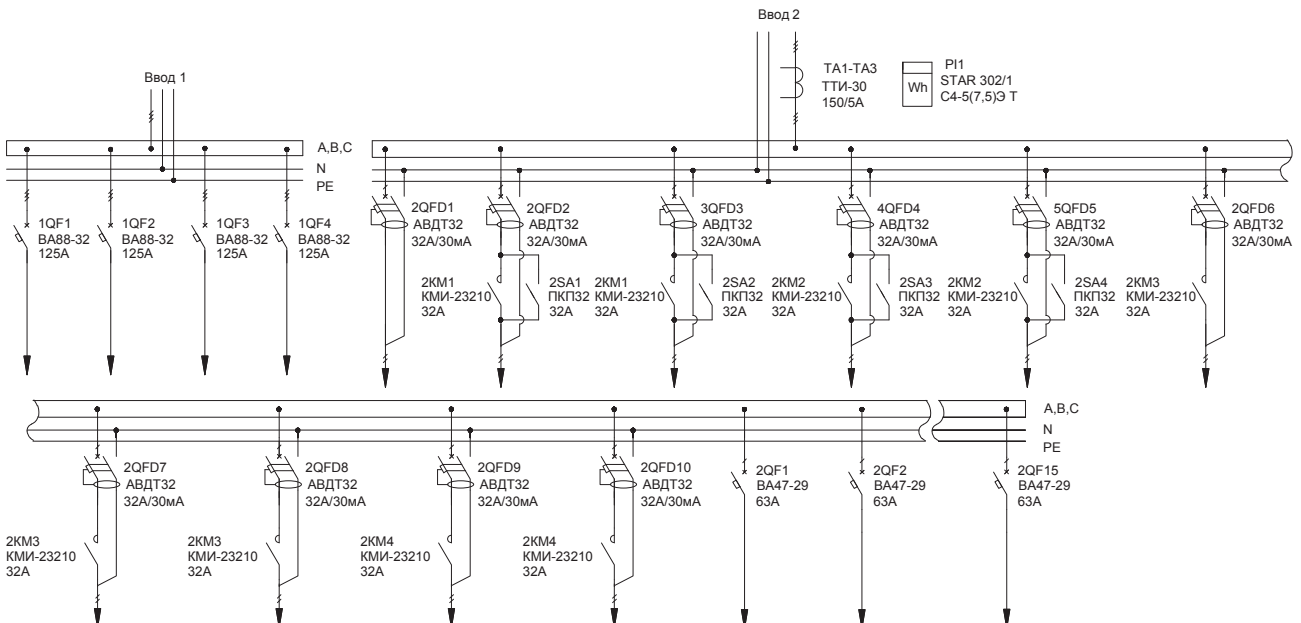 Ввод 1
Ввод 2
ТА1-ТА3
ТТИ-30
150/5А
Wh
PI1
STAR 302/1
С4-5(7,5)Э Т
A,B,C
N
PE
1QF1
ВА88-32
125А
1QF2
ВА88-32
125А
1QF3
ВА88-32
125А
1QF4
ВА88-32
125А
2QFD1
АВДТ32
32А/30мА
2QFD2
АВДТ32
32А/30мА
3QFD3
АВДТ32
32А/30мА
4QFD4
АВДТ32
32А/30мА
5QFD5
АВДТ32
32А/30мА
2QFD6
АВДТ32
32А/30мА
2КМ1
КМИ-23210
32А
2SA1
ПКП32
32А
2КМ1
КМИ-23210
32А
2SA2
ПКП32
32А
2КМ2
КМИ-23210
32А
2SA3
ПКП32
32А
2КМ2
КМИ-23210
32А
2SA4
ПКП32
32А
2КМ3
КМИ-23210
32А
A,B,C
N
PE
2QFD7
АВДТ32
32А/30мА
2QFD8
АВДТ32
32А/30мА
2QFD9
АВДТ32
32А/30мА
2QFD10
АВДТ32
32А/30мА
2QF1
ВА47-29
63А
2QF2
ВА47-29
63А
2QF15
ВА47-29
63А
2КМ3
КМИ-23210
32А
2КМ3
КМИ-23210
32А
2КМ4
КМИ-23210
32А
2КМ4
КМИ-23210
32А